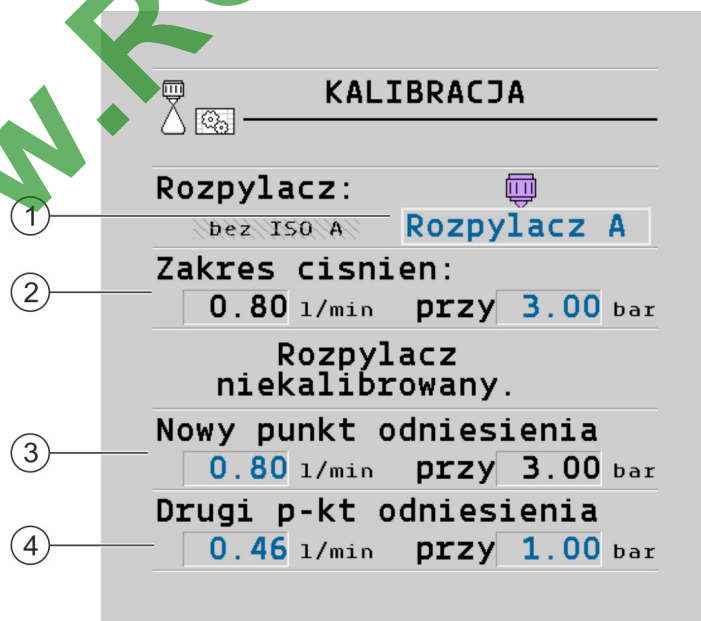 w.R
KALIBRACJA
Rozpylacz:
1
bez ISO A Rozpylacz A
Zakres cisnien:
2
0.80 l/min przy 3.00 bar
Rozpylacz
niekalibrowany.
Nowy punkt odniesienia
3
0.80 l/min przy 3.00 bar
Drugi p-kt odniesienia
4
0.46 l/min przy 1.00 bar